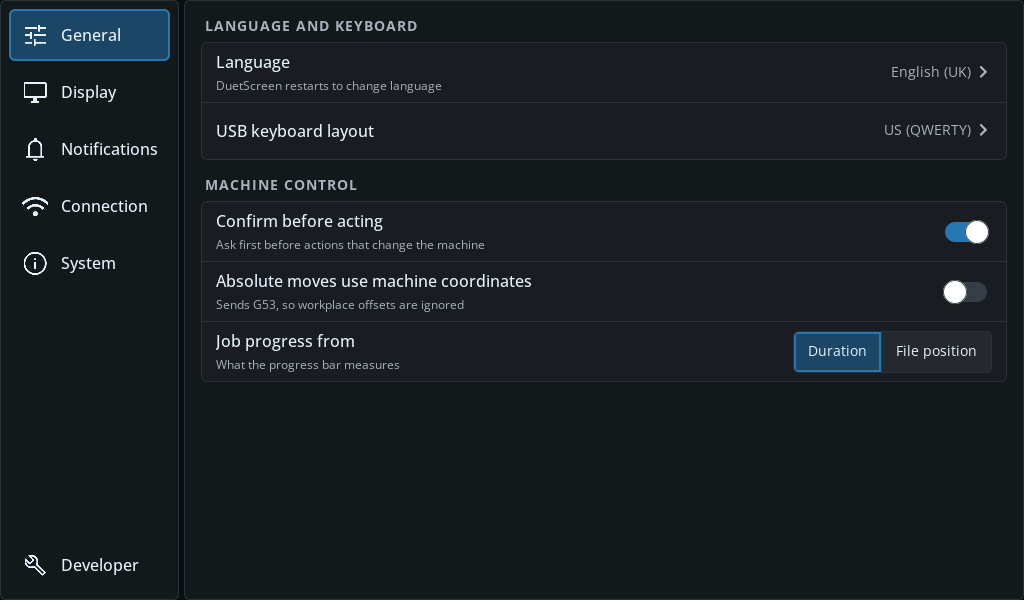 General
Display
Notifications
Connection
System
Developer
LANGUAGE AND KEYBOARD
Language
DuetScreen restarts to change language
English (UK)
USB keyboard layout
US (QWERTY)
MACHINE CONTROL
Confirm before acting
Ask first before actions that change the machine
Absolute moves use machine coordinates
Sends G53, so workplace offsets are ignored
Job progress from
What the progress bar measures
Duration
File position